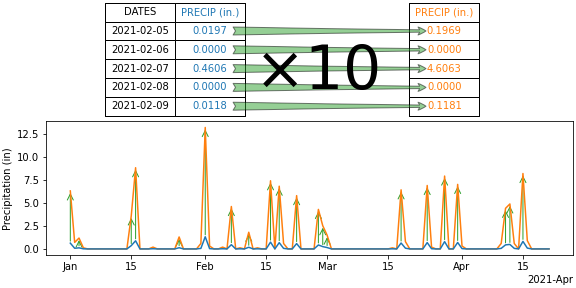 DATES PRECIP (in.) PRECIP (in.)
2021-02-05 0.0197 0.1969
2021-02-06 0.0000 0.0000
2021-02-07 0.4606 4.6063
2021-02-08 0.0000 0.0000
2021-02-09 0.0118 0.1181
×10
Precipitation (in)
12.5
10.0
7.5
5.0
2.5
0.0
Jan 15 Feb 15 Mar 15 Apr 15
2021-Apr